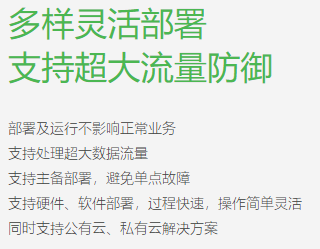 多样灵活部署
支持超大流量防御
部署及运行不影响正常业务
支持处理超大数据流量
支持主备部署，避免单点故障
支持硬件、软件部署，过程快速，操作简单灵活
同时支持公有云、私有云解决方案